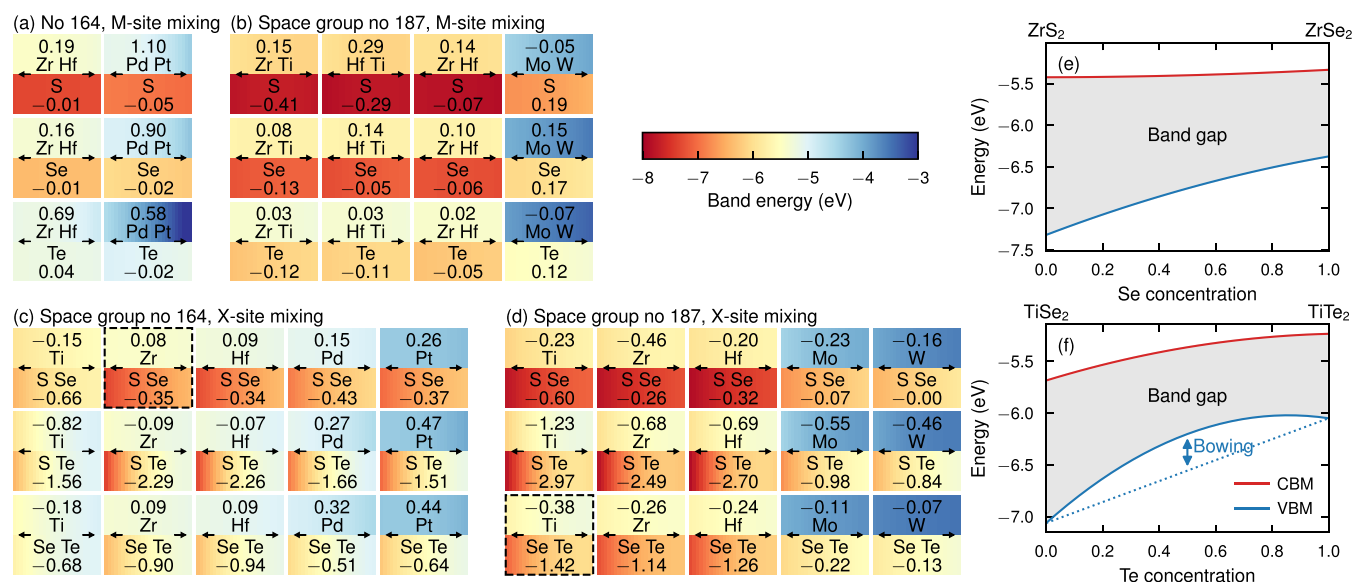 (a) No 164, M-site mixing
0.19 1.10
Zr Hf Pd Pt
S S
−0.01 −0.05
0.16 0.90
Zr Hf Pd Pt
Se Se
−0.01 −0.02
0.69 0.58
Zr Hf Pd Pt
Te Te
0.04 −0.02
(b) Space group no 187, M-site mixing
0.15 0.29 0.14 −0.05
Zr Ti Hf Ti Zr Hf Mo W
S S S S
−0.41 −0.29 −0.07 0.19
0.08 0.14 0.10 0.15
Zr Ti Hf Ti Zr Hf Mo W
Se Se Se Se
−0.13 −0.05 −0.06 0.17
0.03 0.03 0.02 −0.07
Zr Ti Hf Ti Zr Hf Mo W
Te Te Te Te
−0.12 −0.11 −0.05 0.12
−8 −7 −6 −5 −4 −3
Band energy (eV)
(c) Space group no 164, X-site mixing
−0.15 0.08 0.09 0.15 0.26
Ti Zr Hf Pd Pt
S Se S Se S Se S Se S Se
−0.66 −0.35 −0.34 −0.43 −0.37
−0.82 −0.09 −0.07 0.27 0.47
Ti Zr Hf Pd Pt
S Te S Te S Te S Te S Te
−1.56 −2.29 −2.26 −1.66 −1.51
−0.18 0.09 0.09 0.32 0.44
Ti Zr Hf Pd Pt
Se Te Se Te Se Te Se Te Se Te
−0.68 −0.90 −0.94 −0.51 −0.64
(d) Space group no 187, X-site mixing
−0.23 −0.46 −0.20 −0.23 −0.16
Ti Zr Hf Mo W
S Se S Se S Se S Se S Se
−0.60 −0.26 −0.32 −0.07 −0.00
−1.23 −0.68 −0.69 −0.55 −0.46
Ti Zr Hf Mo W
S Te S Te S Te S Te S Te
−2.97 −2.49 −2.70 −0.98 −0.84
−0.38 −0.26 −0.24 −0.11 −0.07
Ti Zr Hf Mo W
Se Te Se Te Se Te Se Te Se Te
−1.42 −1.14 −1.26 −0.22 −0.13
ZrS₂ ZrSe₂
(e)
−5.5
−6.0
−6.5
−7.0
−7.5
Energy (eV)
Band gap
0.0 0.2 0.4 0.6 0.8 1.0
Se concentration
TiSe₂ TiTe₂
(f)
−5.5
−6.0
−6.5
−7.0
Energy (eV)
Band gap
Bowing
CBM
VBM
0.0 0.2 0.4 0.6 0.8 1.0
Te concentration